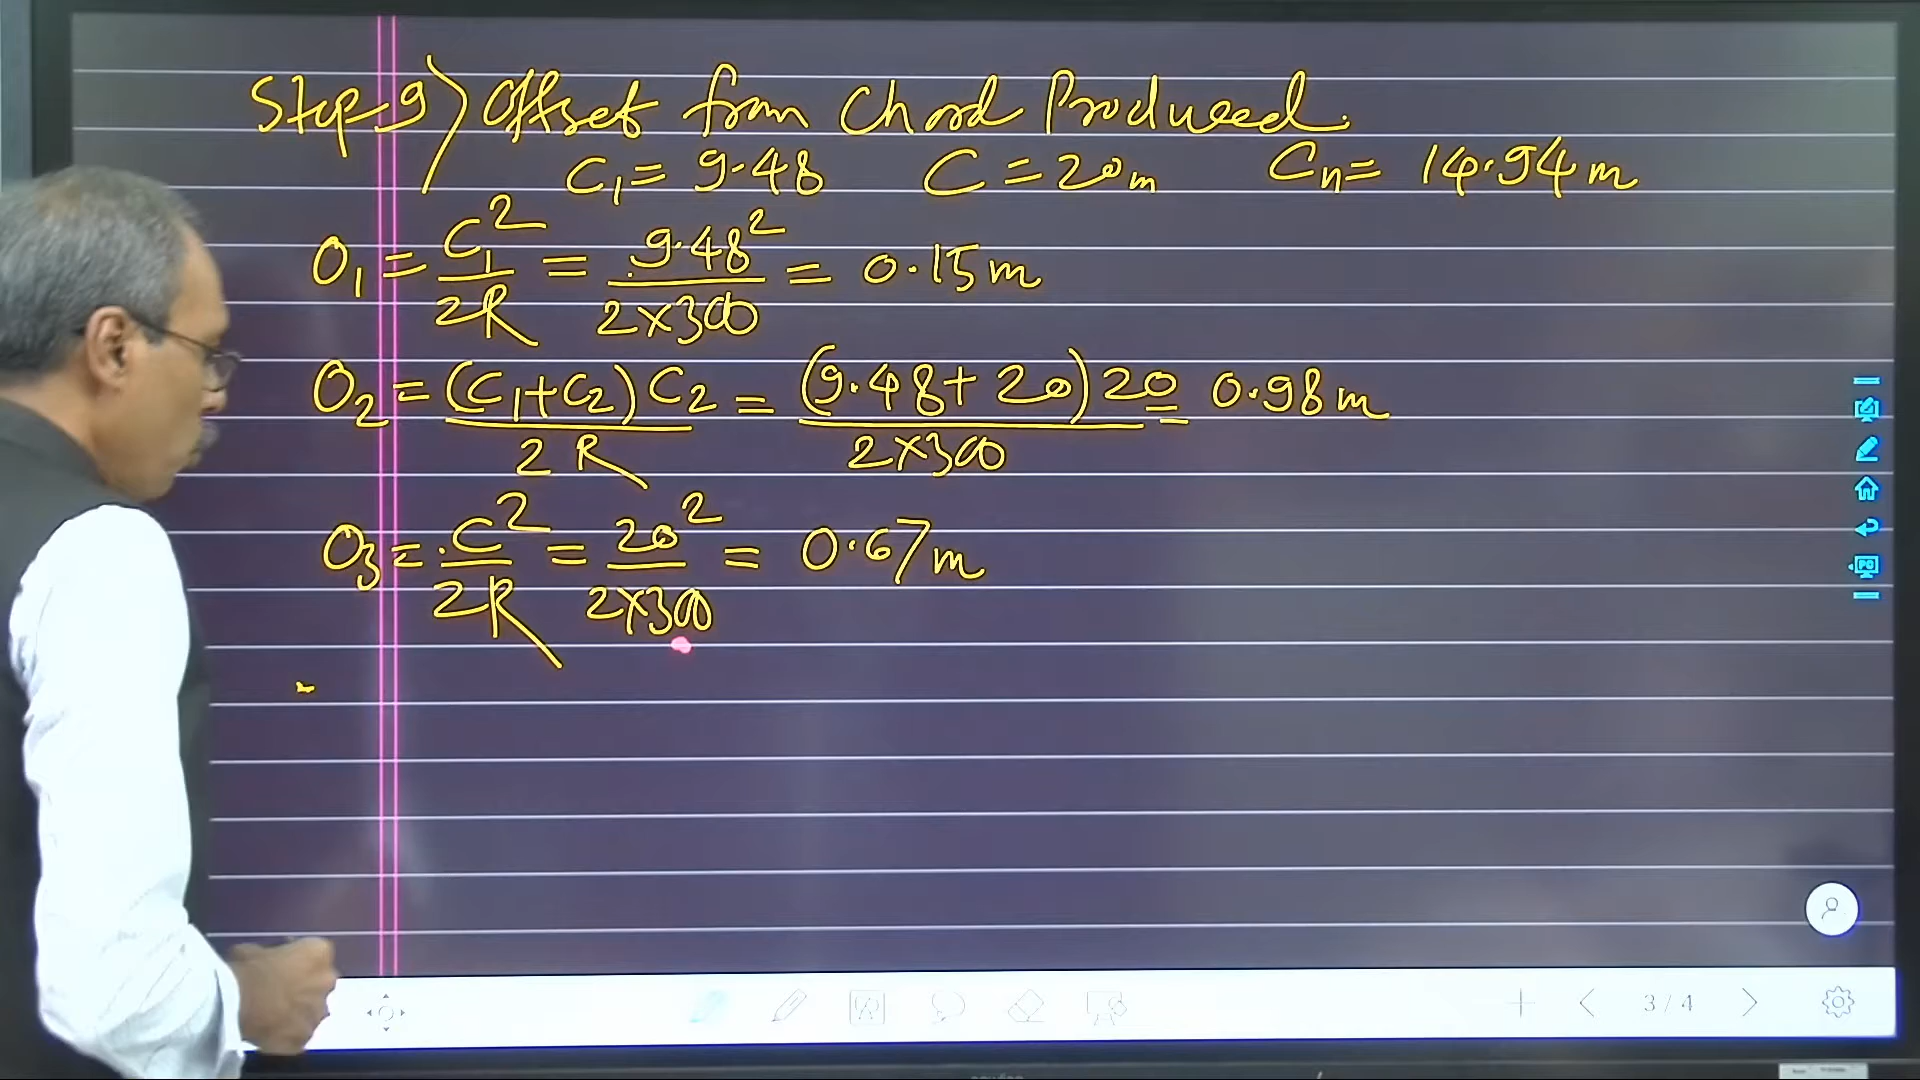 Step-9) Offset from Chord Produced.
C₁ = 9.48 C = 20m Cn = 14.94m
O₁ = C₁²/2R = 9.48²/2×300 = 0.15m
O₂ = (C₁+C₂)C₂/2R = (9.48+20)20/2×300 = 0.98m
O₃ = C²/2R = 20²/2×300 = 0.67m
3 / 4